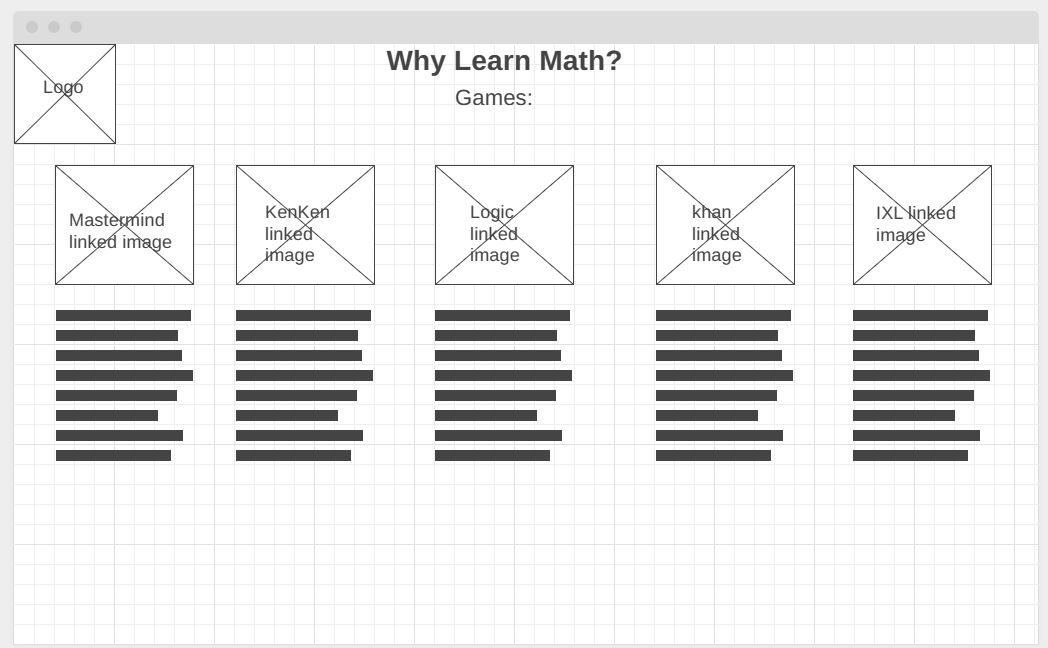 Logo
Why Learn Math?
Games:
Mastermind
linked image
KenKen
linked
image
Logic
linked
image
khan
linked
image
IXL linked
image